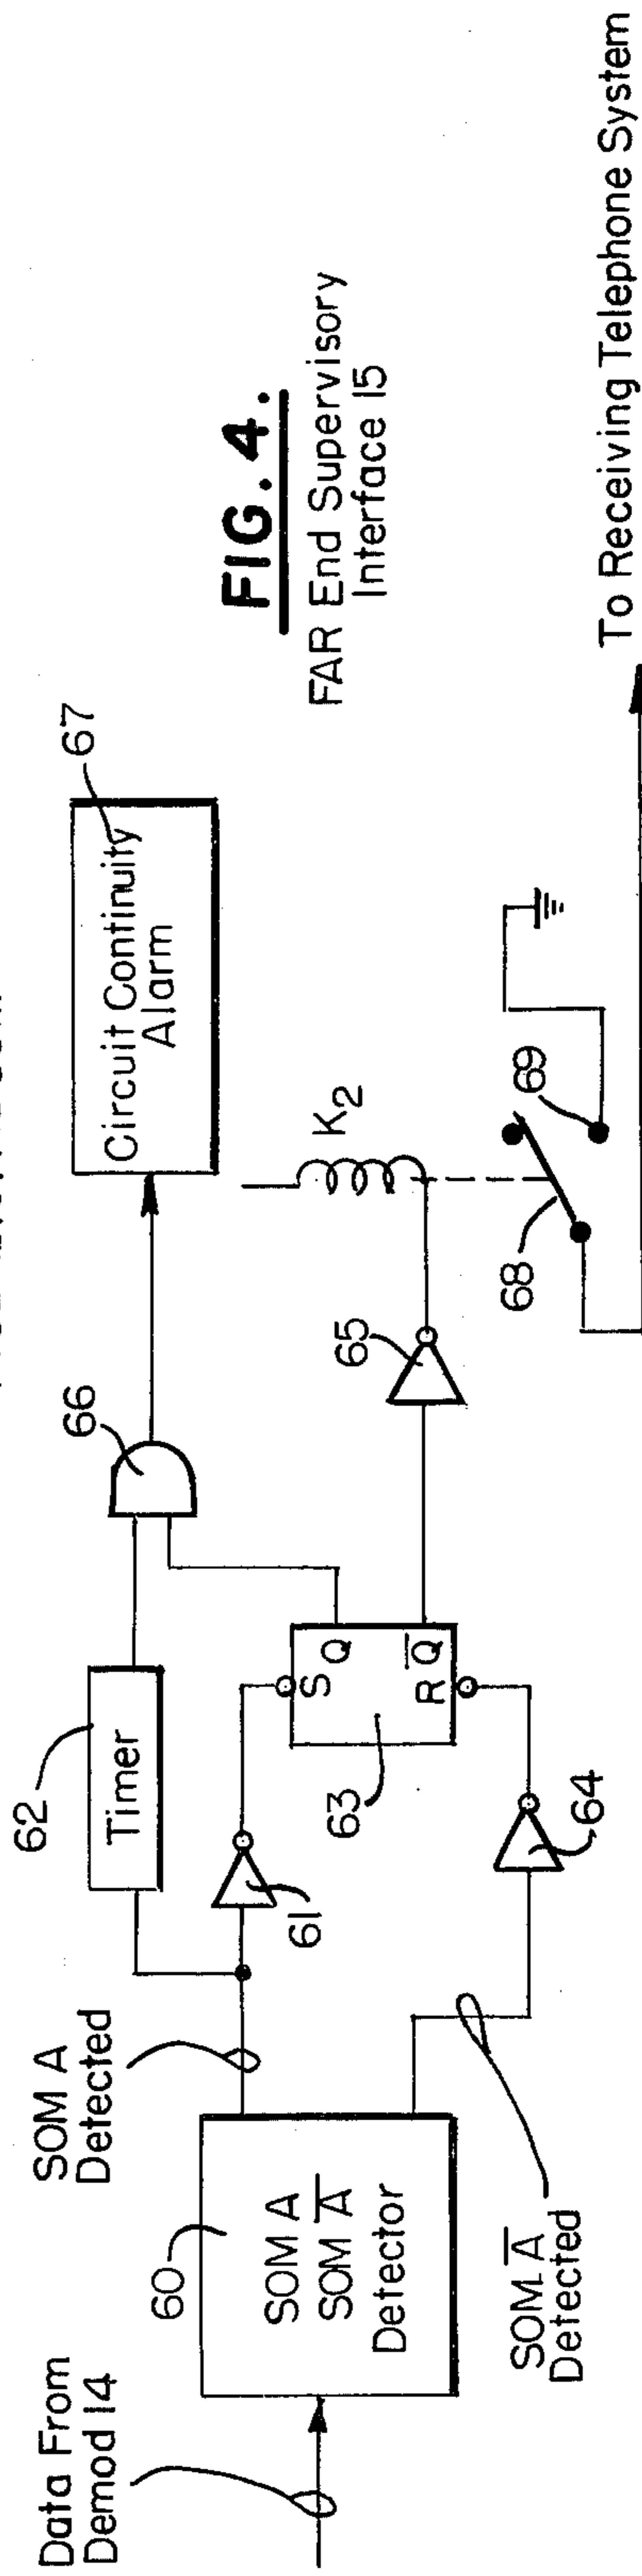 FIG. 4.
FAR End Supervisory
Interface 15
Data From
Demod 14
60
SOM A
SOM A̅
Detector
SOM A
Detected
SOM A̅
Detected
62
Timer
61
63
S
Q
R
Q̅
64
66
65
67
Circuit Continuity
Alarm
K2
68
69
To Receiving Telephone System